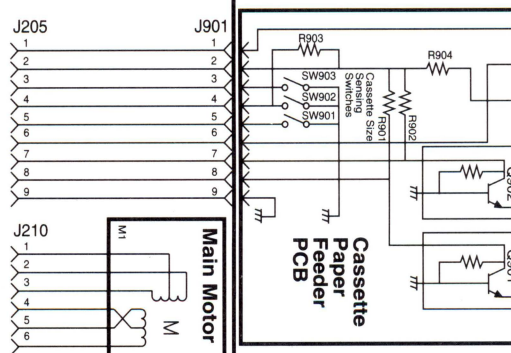 J205
J901
1
2
3
4
5
6
7
8
9
1
2
3
4
5
6
7
8
9
R903
R904
SW903
SW902
SW901
Cassette Size
Sensing
Switches
R901
R902
Cassette
Paper
Feeder
PCB
J210
1
2
3
4
5
6
M1
Main Motor
M